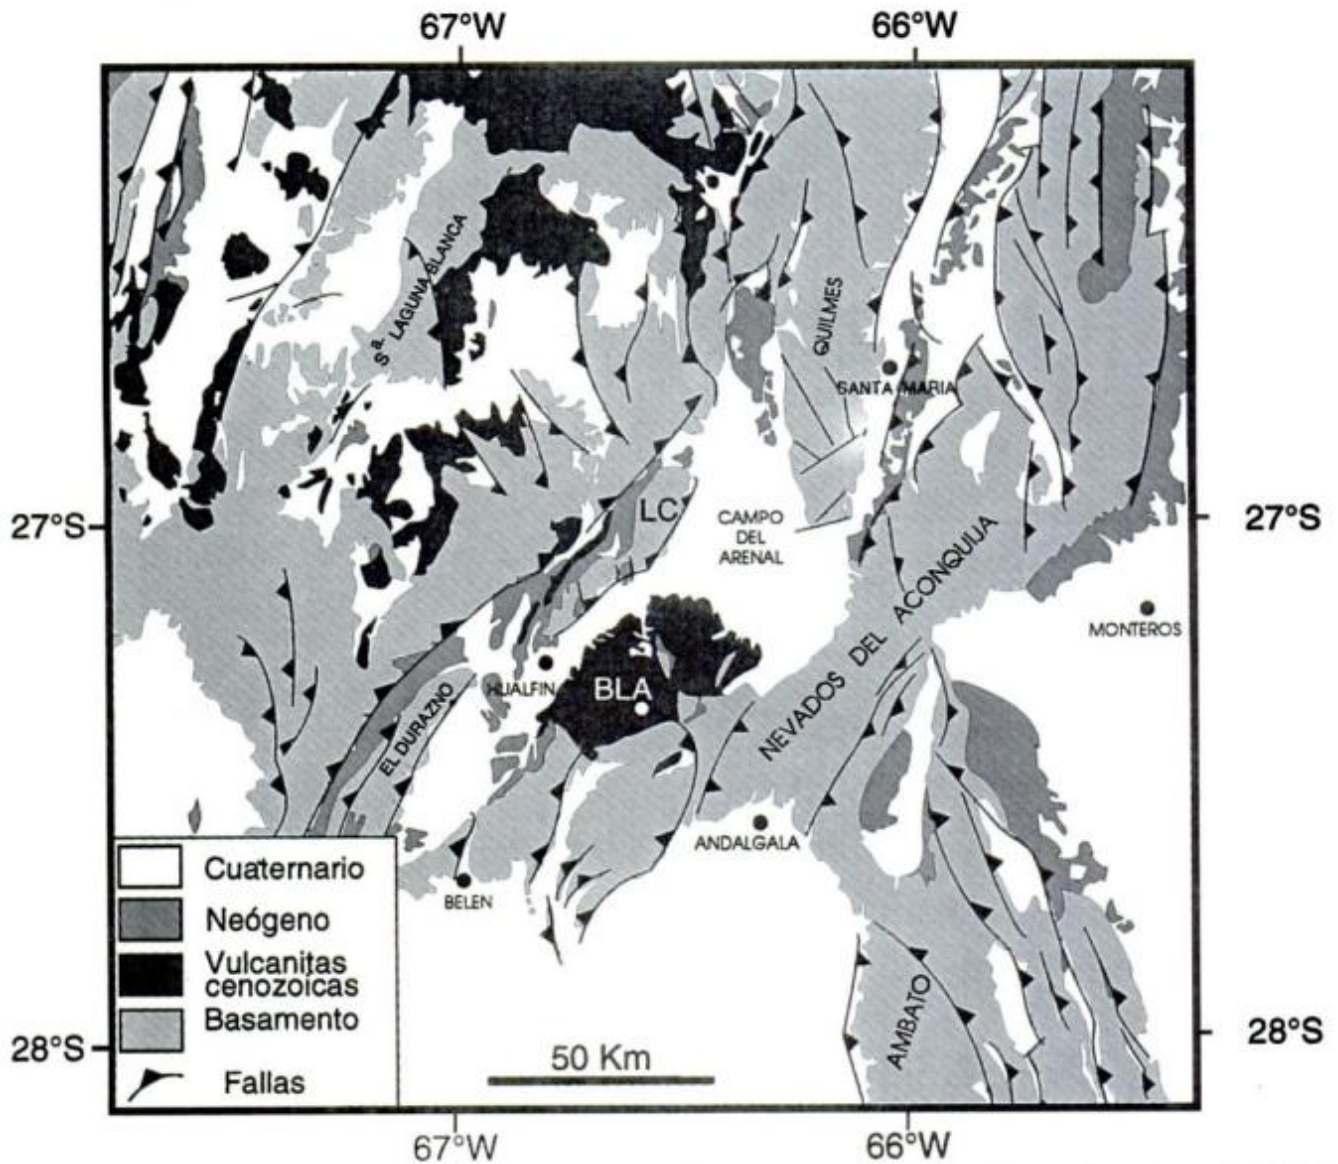 67°W
66°W
Sª. LAGUNA BLANCA
QUILMES
SANTA MARIA
27°S
LC
CAMPO
DEL
ARENAL
27°S
NEVADOS DEL ACONQUIJA
MONTEROS
HUALFIN
BLA
EL DURAZNO
ANDALGALA
BELEN
Cuaternario
Neógeno
Vulcanitas
cenozoicas
Basamento
Fallas
AMBATO
50 Km
28°S
28°S
67°W
66°W